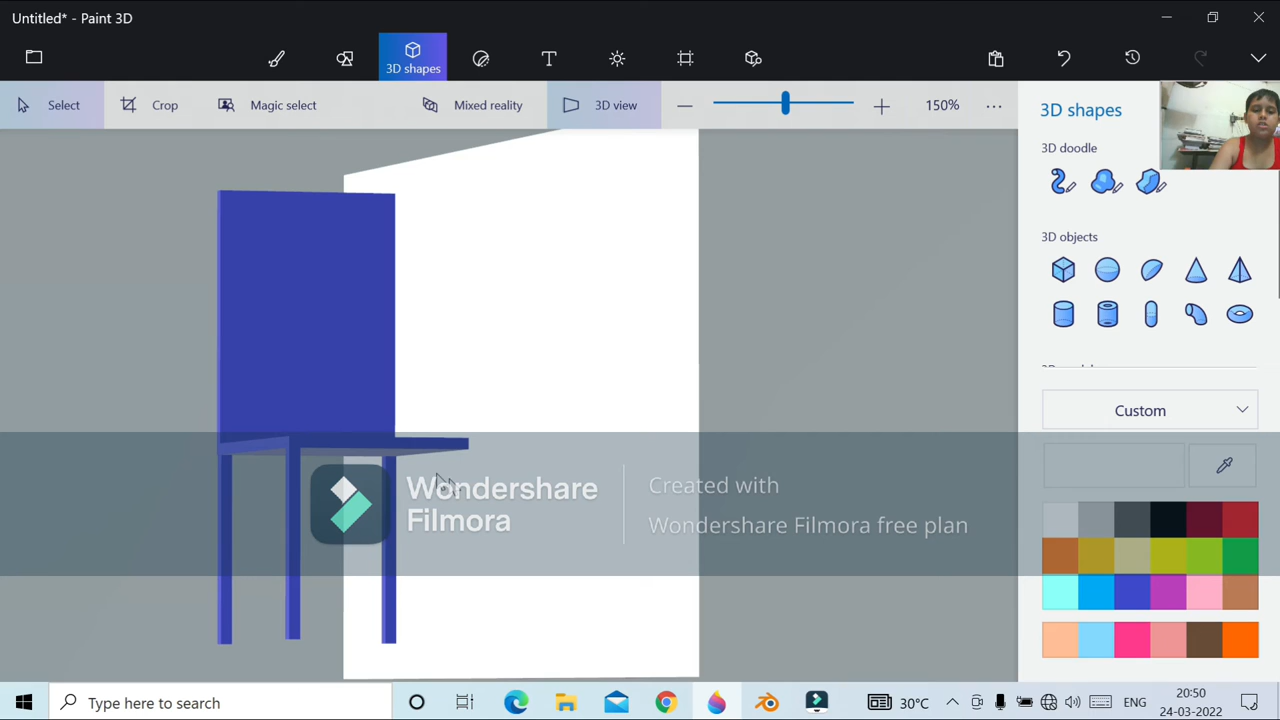 Untitled* - Paint 3D
3D shapes
Select
Crop
Magic select
Mixed reality
3D view
150%
3D shapes
3D doodle
3D objects
Custom
Wondershare
Filmora
Created with
Wondershare Filmora free plan
Type here to search
30°C
ENG
20:50
24-03-2022